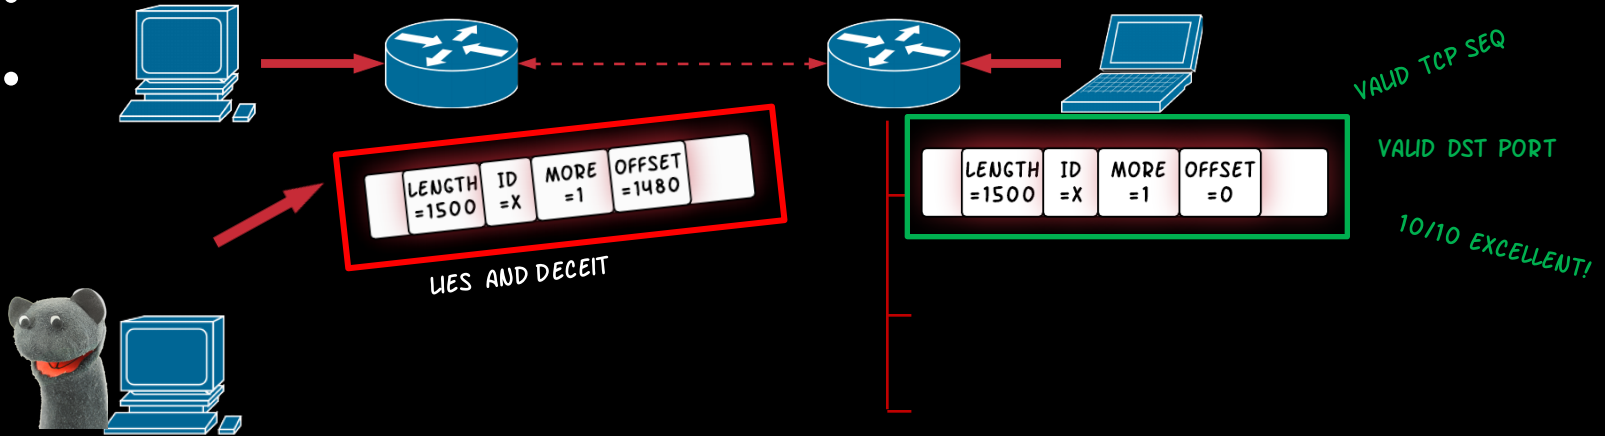 VALID TCP SEQ
LENGTH =1500
ID =X
MORE =1
OFFSET =1480
LIES AND DECEIT
LENGTH =1500
ID =X
MORE =1
OFFSET =0
VALID DST PORT
10/10 EXCELLENT!